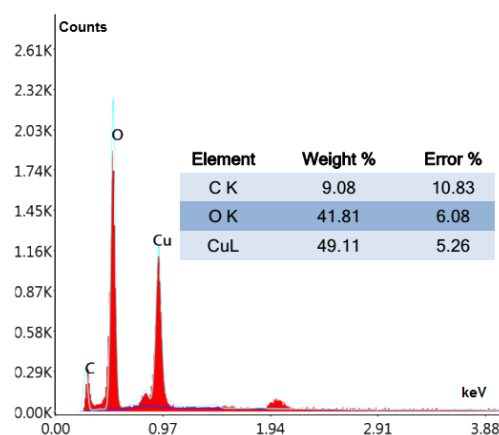 Counts
2.61K
2.32K
2.03K
1.74K
1.45K
1.16K
0.87K
0.58K
0.29K
0.00K
O
Cu
C
Element Weight % Error %
C K 9.08 10.83
O K 41.81 6.08
CuL 49.11 5.26
keV
0.00 0.97 1.94 2.91 3.88